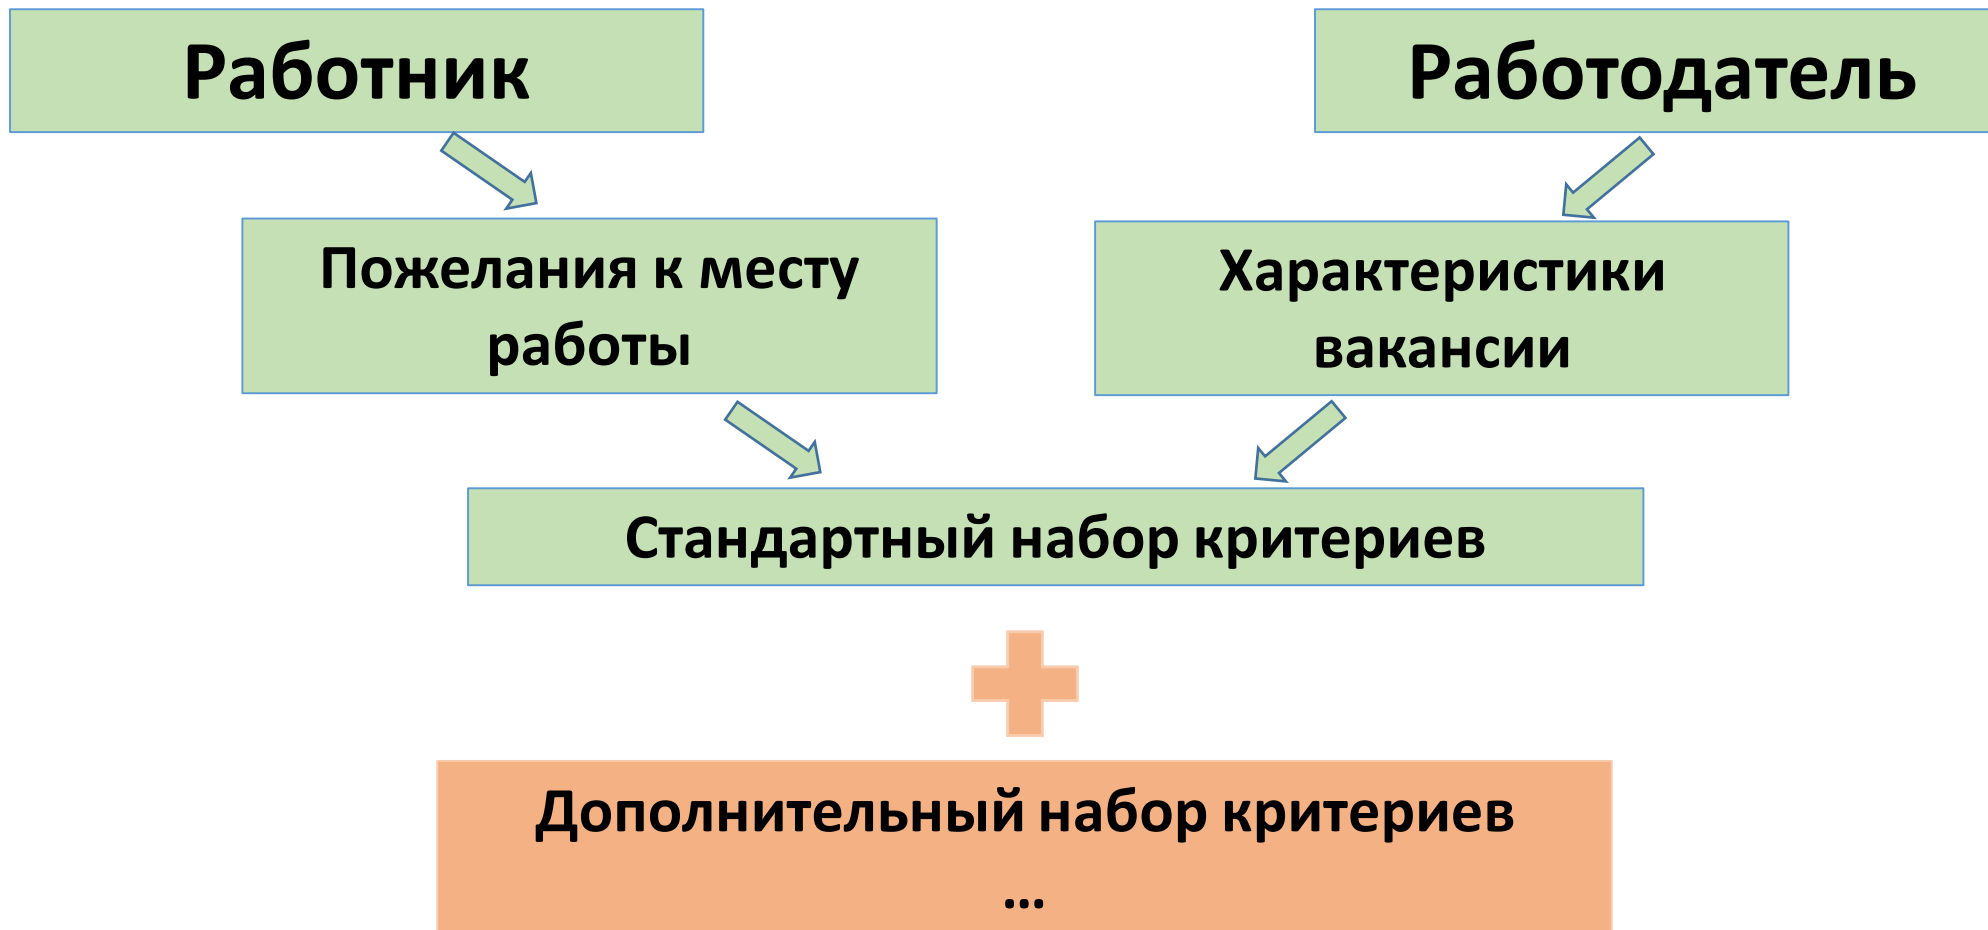 Работник
Работодатель
Пожелания к месту
работы
Характеристики
вакансии
Стандартный набор критериев
Дополнительный набор критериев
...